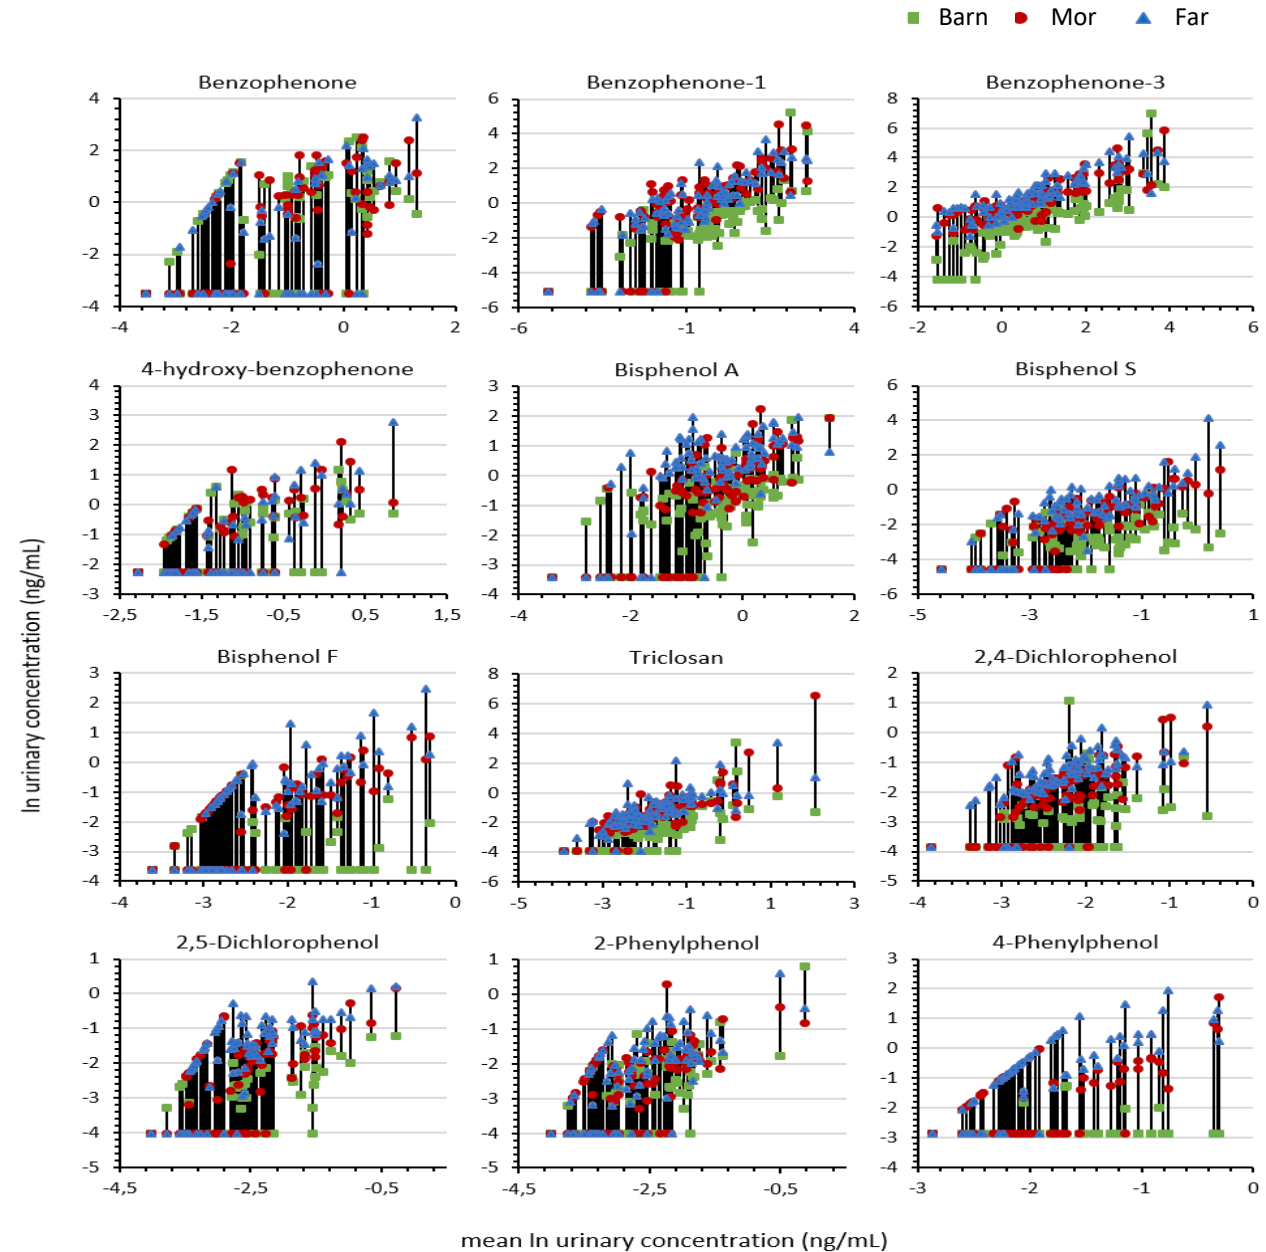 Barn Mor Far
Benzophenone Benzophenone-1 Benzophenone-3
4 2 0 -2 -4
-4 -2 0 2
6 4 2 0 -2 -4 -6
-6 -1 4
8 6 4 2 0 -2 -4 -6
-2 0 2 4 6
4-hydroxy-benzophenone Bisphenol A Bisphenol S
4 3 2 1 0 -1 -2 -3
-2,5 -1,5 -0,5 0,5 1,5
3 2 1 0 -1 -2 -3 -4
-4 -2 0 2
6 4 2 0 -2 -4 -6
-5 -3 -1 1
ln urinary concentration (ng/mL)
Bisphenol F Triclosan 2,4-Dichlorophenol
3 2 1 0 -1 -2 -3 -4
-4 -3 -2 -1 0
8 6 4 2 0 -2 -4 -6
-5 -3 -1 1 3
2 1 0 -1 -2 -3 -4 -5
-4 -3 -2 -1 0
2,5-Dichlorophenol 2-Phenylphenol 4-Phenylphenol
1 0 -1 -2 -3 -4 -5
-4,5 -2,5 -0,5
1 0 -1 -2 -3 -4 -5
-4,5 -2,5 -0,5
3 2 1 0 -1 -2 -3 -4
-3 -2 -1 0
mean ln urinary concentration (ng/mL)